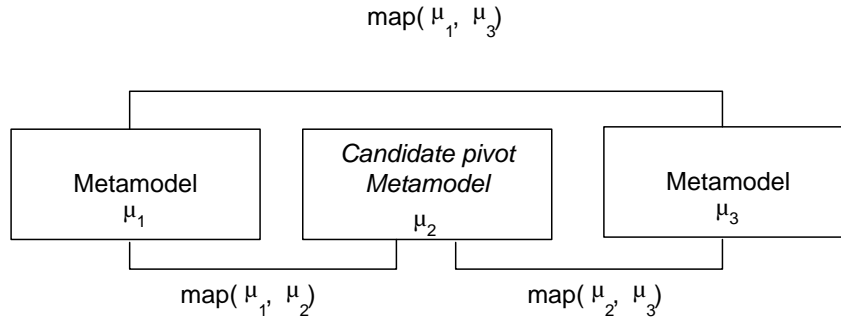 map( μ1, μ3)
Metamodel
μ1
Candidate pivot
Metamodel
μ2
Metamodel
μ3
map( μ1, μ2)
map( μ2, μ3)